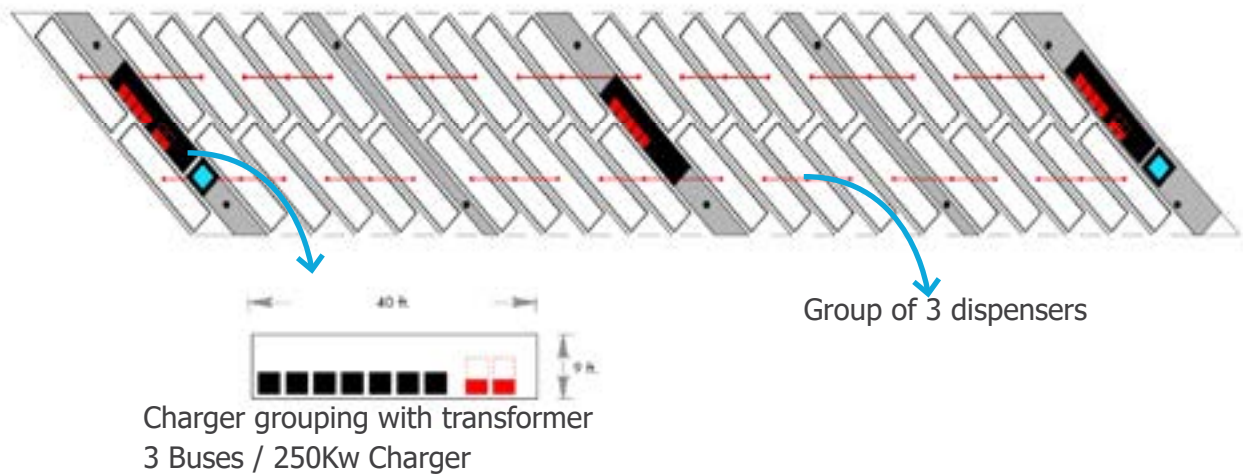 40 ft.
9 ft.
Group of 3 dispensers
Charger grouping with transformer
3 Buses / 250Kw Charger